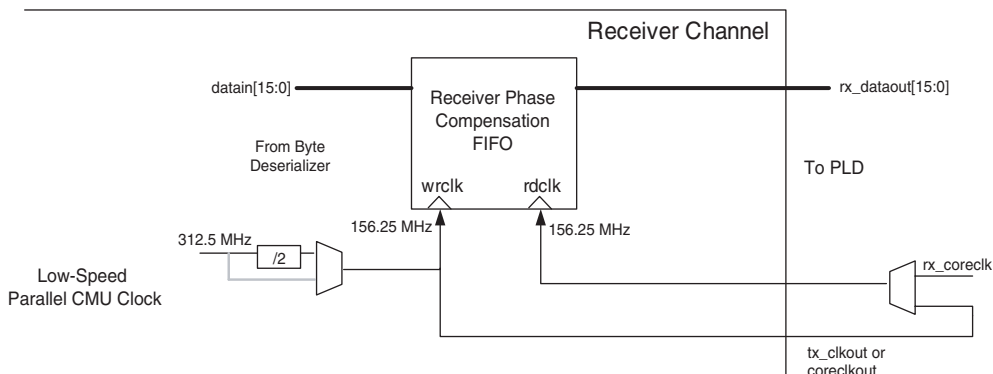 Receiver Channel
datain[15:0]
Receiver Phase
Compensation
FIFO
rx_dataout[15:0]
From Byte
Deserializer
To PLD
wrclk
rdclk
156.25 MHz
156.25 MHz
312.5 MHz
/2
Low-Speed
Parallel CMU Clock
rx_coreclk
tx_clkout or
coreclkout